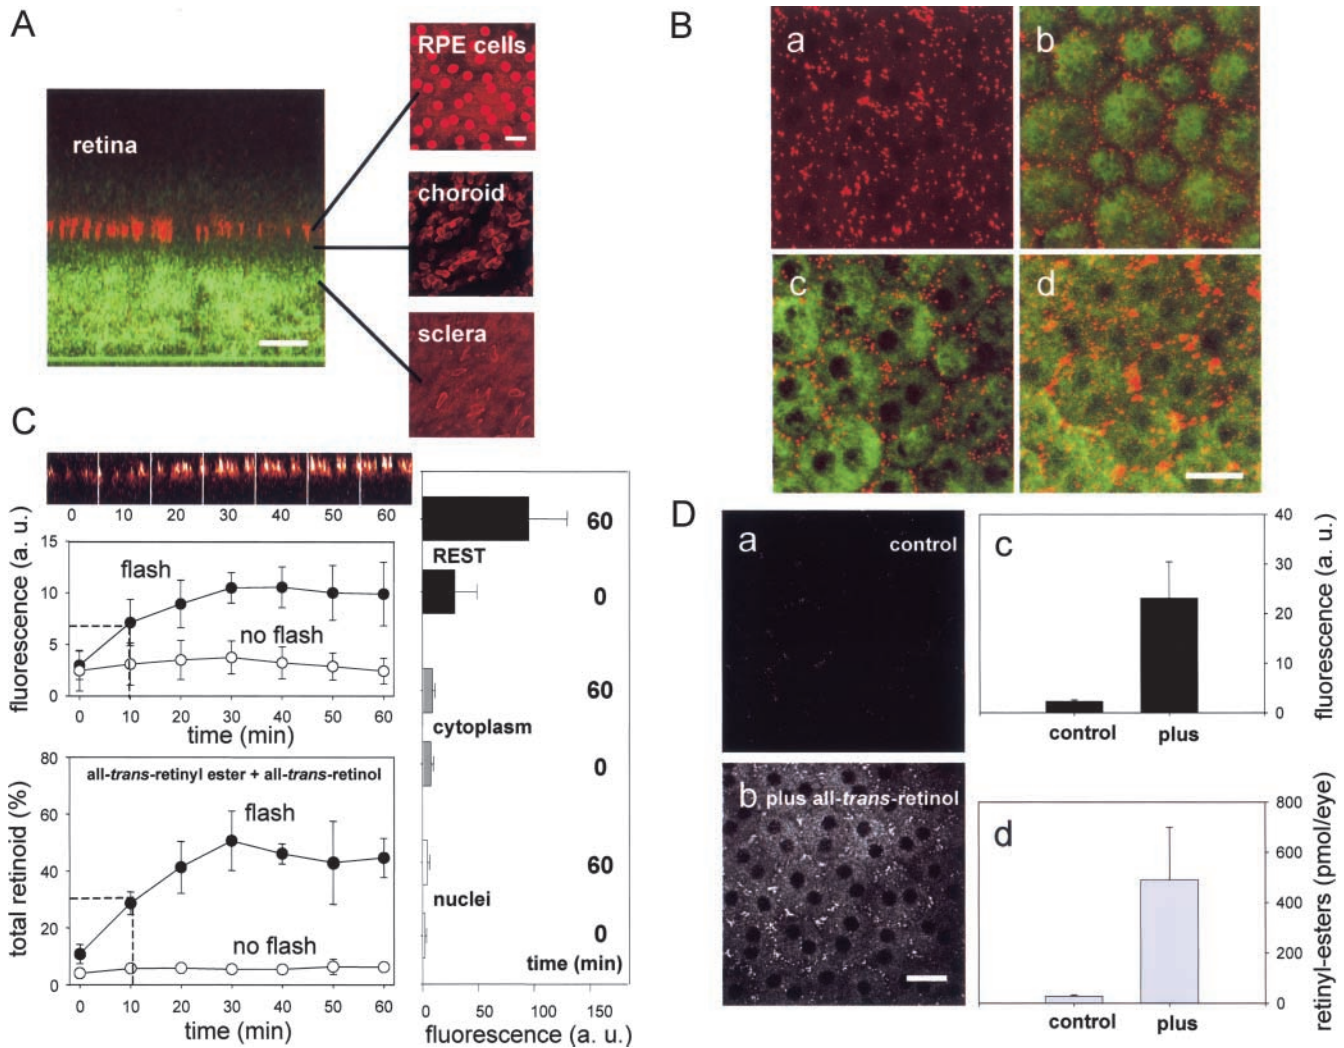 A
RPE cells
retina
choroid
sclera
B
a
b
c
d
C
0 10 20 30 40 50 60
fluorescence (a. u.)
15
10
5
0
flash
no flash
0 10 20 30 40 50 60
time (min)
total retinoid (%)
80
60
40
20
0
all-trans-retinyl ester + all-trans-retinol
flash
no flash
0 10 20 30 40 50 60
time (min)
60
REST
0
60
cytoplasm
0
60
nuclei
0
time (min)
0 50 100 150
fluorescence (a. u.)
D
a
control
b plus all-trans-retinol
c
40
30
20
10
0
fluorescence (a. u.)
control plus
d
800
600
400
200
0
retinyl-esters (pmol/eye)
control plus